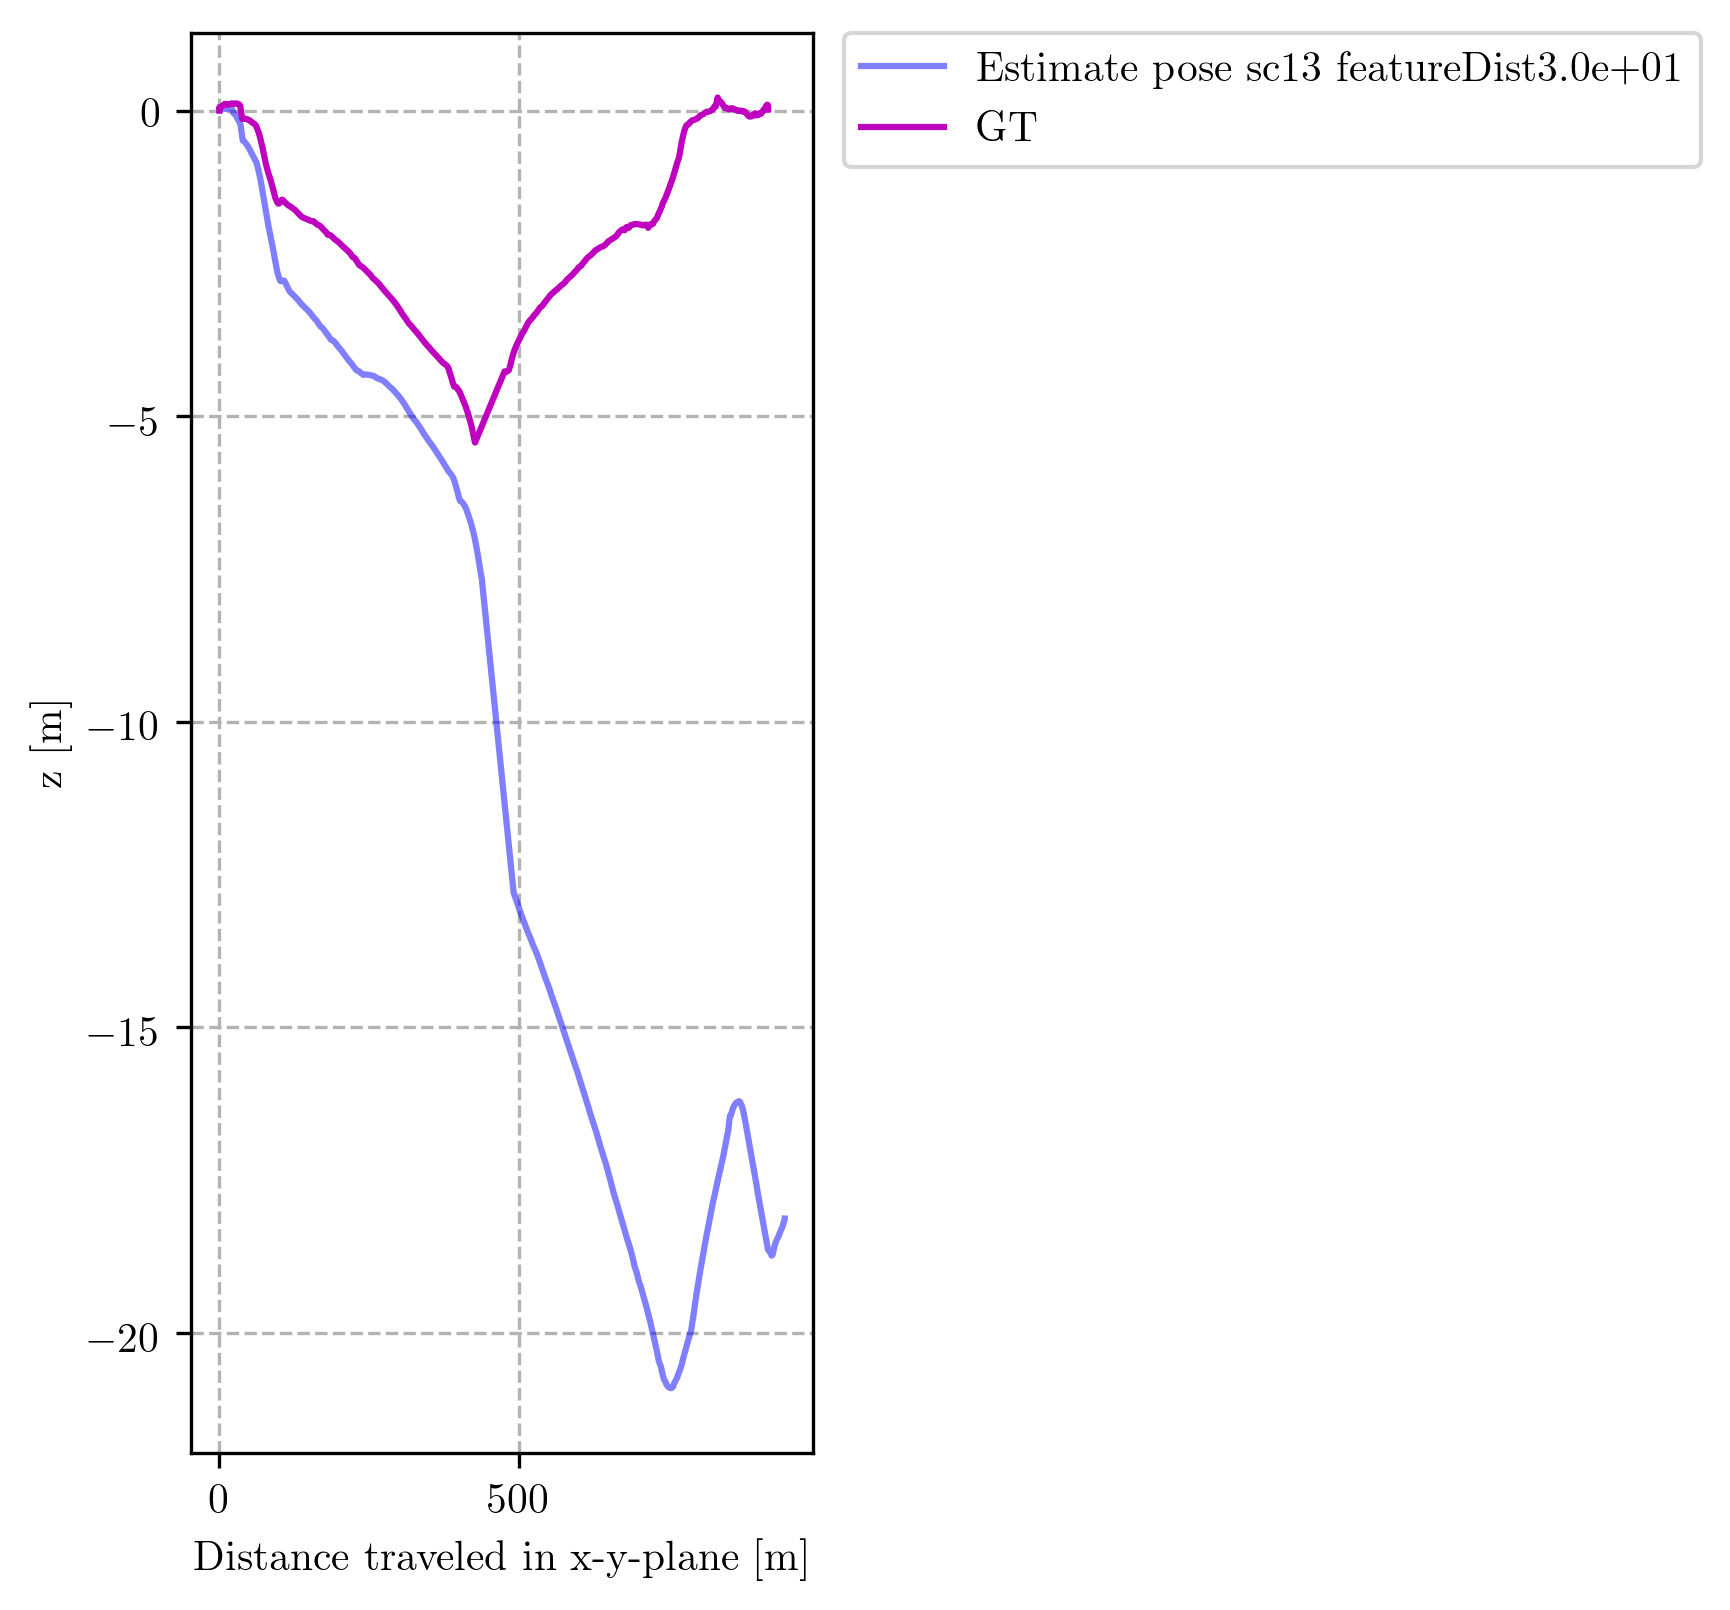 Estimate pose sc13 featureDist3.0e+01
GT
0
−5
−10
−15
−20
z [m]
0
500
Distance traveled in x-y-plane [m]